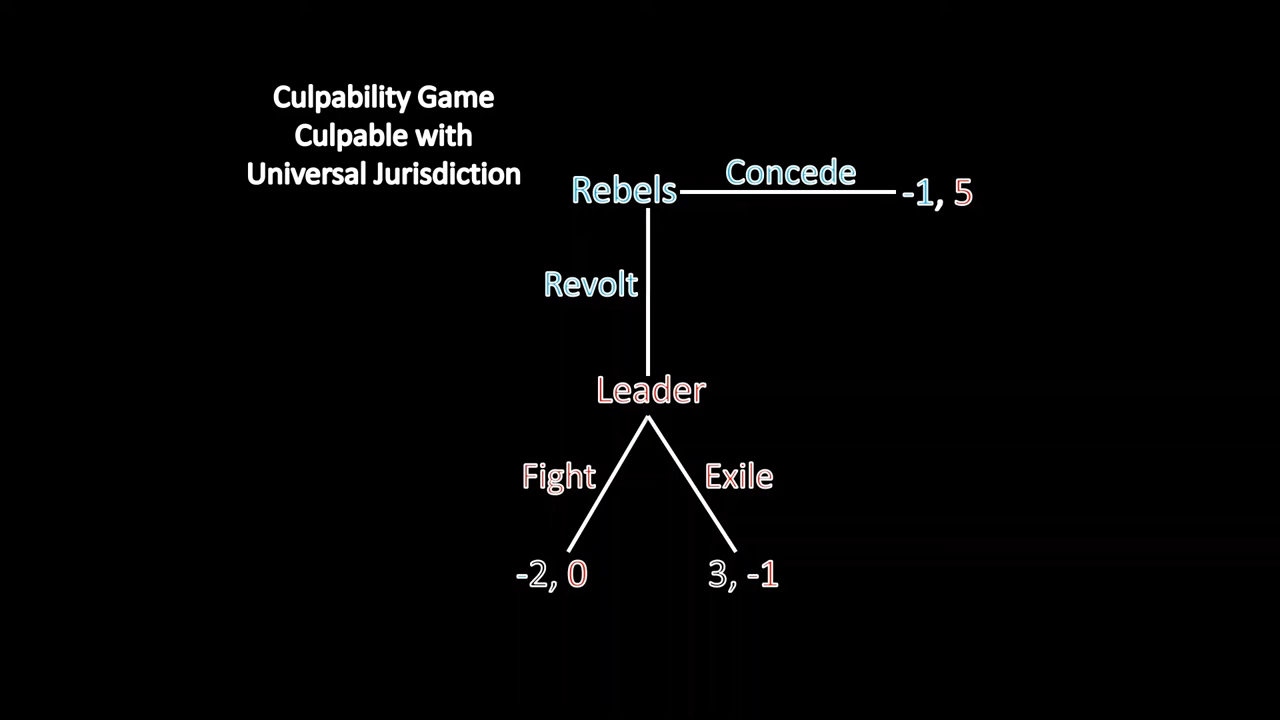 Culpability Game
Culpable with
Universal Jurisdiction
Rebels
Concede
-1, 5
Revolt
Leader
Fight
Exile
-2, 0
3, -1